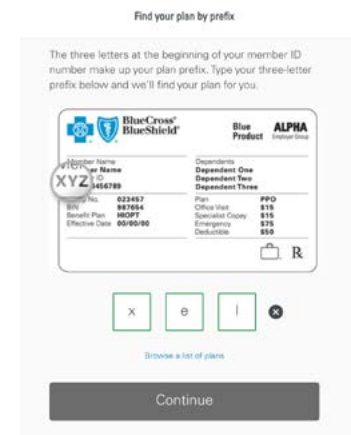 Find your plan by prefix
The three letters at the beginning of your member ID
number make up your plan prefix. Type your three-letter
prefix below and we'll find your plan for you.
BlueCross®
BlueShield®
Blue
Product
ALPHA
Employer Group
Member Name
er Name
ID
XYZ
3456789
No. 023457
BIN 987654
Benefit Plan HIOPT
Effective Date 00/00/00
Dependents
Dependent One
Dependent Two
Dependent Three
Plan PPO
Office Visit $15
Specialist Copay $15
Emergency $75
Deductible $50
R
x e l
Browse a list of plans
Continue